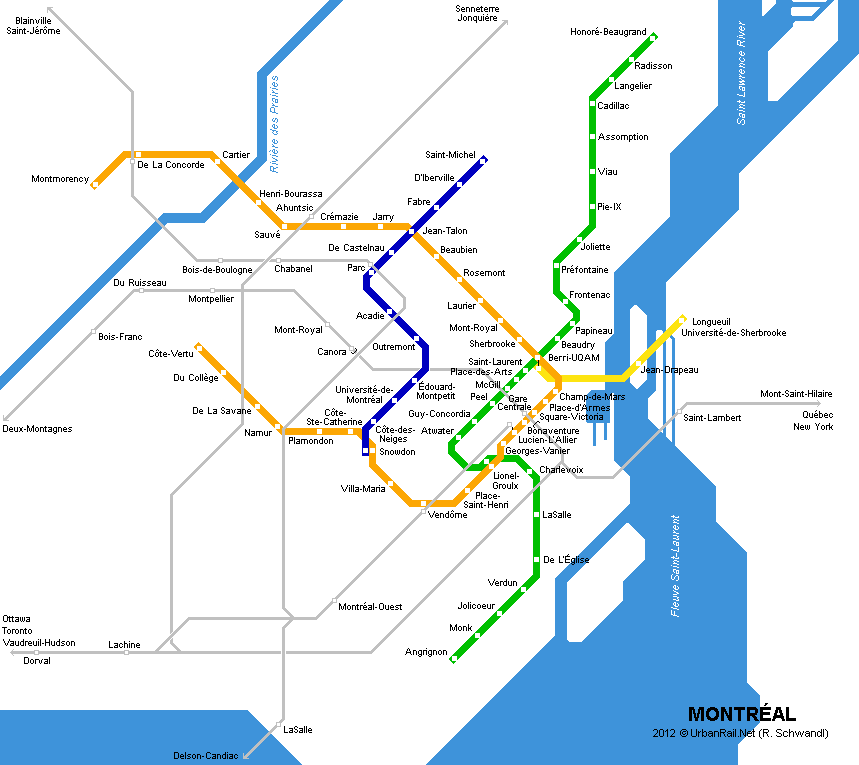 Blainville
Saint-Jérôme
Senneterre
Jonquière
Honoré-Beaugrand
Radisson
Langelier
Cadillac
Assomption
Viau
Pie-IX
Joliette
Préfontaine
Frontenac
Papineau
Beaudry
Berri-UQAM
Saint Lawrence River
Rivière des Prairies
Montmorency
De La Concorde
Cartier
Henri-Bourassa
Ahuntsic
Sauvé
Crémazie
Jarry
Saint-Michel
D'Iberville
Fabre
Jean-Talon
De Castelnau
Parc
Beaubien
Rosemont
Laurier
Mont-Royal
Sherbrooke
Bois-de-Boulogne
Chabanel
Du Ruisseau
Montpellier
Mont-Royal
Canora
Acadie
Outremont
Bois-Franc
Côte-Vertu
Du Collège
De La Savane
Namur
Plamondon
Côte-
Ste-Catherine
Université-de-
Montréal
Édouard-
Montpetit
Côte-des-
Neiges
Snowdon
Saint-Laurent
Place-des-Arts
McGill
Peel
Guy-Concordia
Atwater
Gare
Centrale
Longueuil
Université-de-Sherbrooke
Jean-Drapeau
Champ-de-Mars
Place-d'Armes
Square-Victoria
Bonaventure
Lucien-L'Allier
Georges-Vanier
Mont-Saint-Hilaire
Québec
New York
Saint-Lambert
Deux-Montagnes
Villa-Maria
Vendôme
Place-
Saint-Henri
Lionel-
Groulx
Charlevoix
LaSalle
De L'Église
Verdun
Jolicoeur
Monk
Angrignon
Fleuve Saint-Laurent
Montréal-Ouest
Ottawa
Toronto
Vaudreuil-Hudson
Dorval
Lachine
LaSalle
Delson-Candiac
MONTRÉAL
2012 © UrbanRail.Net (R. Schwandl)